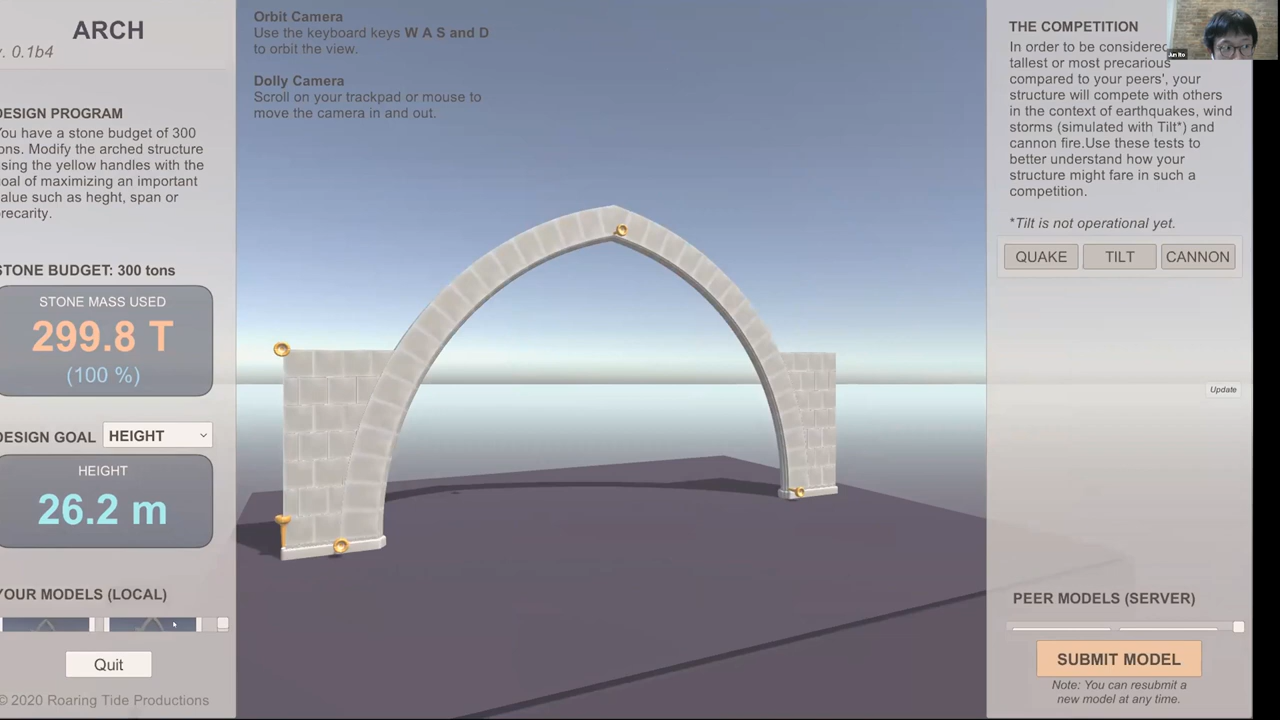 ARCH
v. 0.1b4
DESIGN PROGRAM
You have a stone budget of 300
tons. Modify the arched structure
using the yellow handles with the
goal of maximizing an important
value such as heght, span or
precarity.
STONE BUDGET: 300 tons
STONE MASS USED
299.8 T
(100 %)
DESIGN GOAL
HEIGHT
HEIGHT
26.2 m
YOUR MODELS (LOCAL)
Quit
© 2020 Roaring Tide Productions
Orbit Camera
Use the keyboard keys W A S and D
to orbit the view.
Dolly Camera
Scroll on your trackpad or mouse to
move the camera in and out.
THE COMPETITION
In order to be considered
tallest or most precarious
compared to your peers', your
structure will compete with others
in the context of earthquakes, wind
storms (simulated with Tilt*) and
cannon fire.Use these tests to
better understand how your
structure might fare in such a
competition.
*Tilt is not operational yet.
QUAKE
TILT
CANNON
Update
PEER MODELS (SERVER)
SUBMIT MODEL
Note: You can resubmit a
new model at any time.
Jun Ito